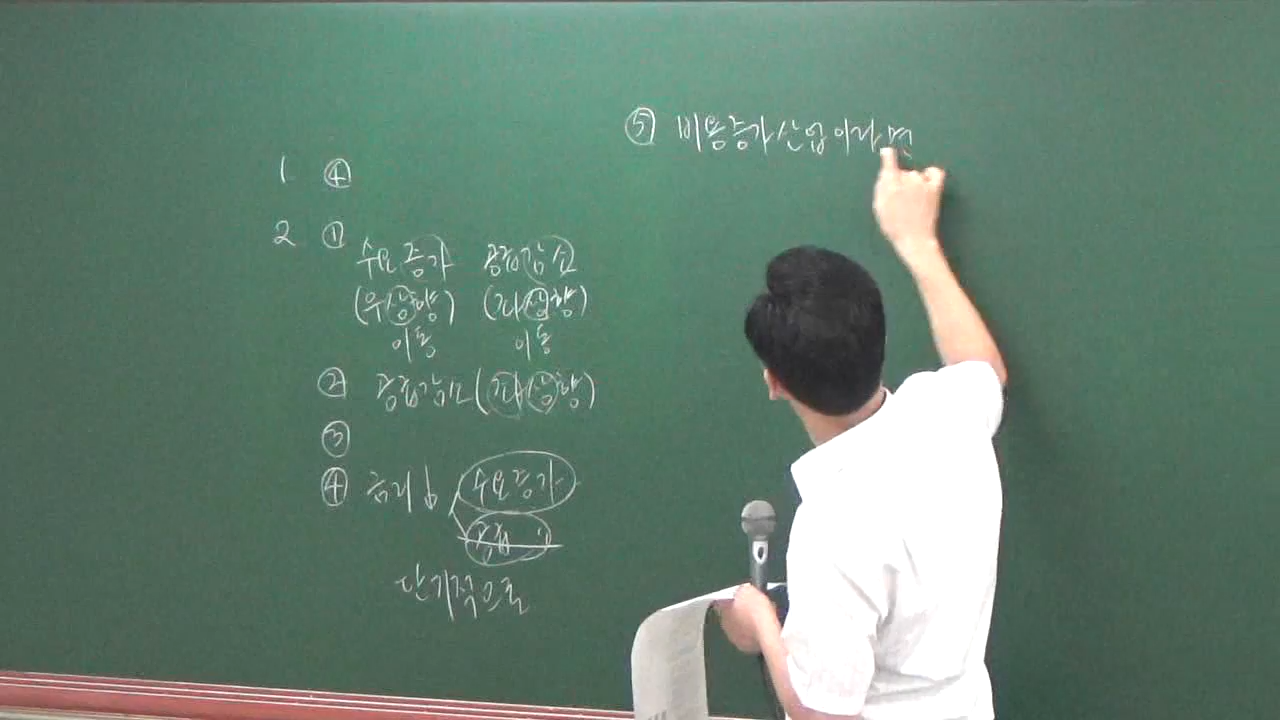 1 ④
2 ①
수요증가 공급감소
(우상향) (좌상향)
이동 이동
② 공급감소 (좌상향)
③
④ 금리↓ 수요증가
공급
단기적으로
⑤ 비용증가산업이라면